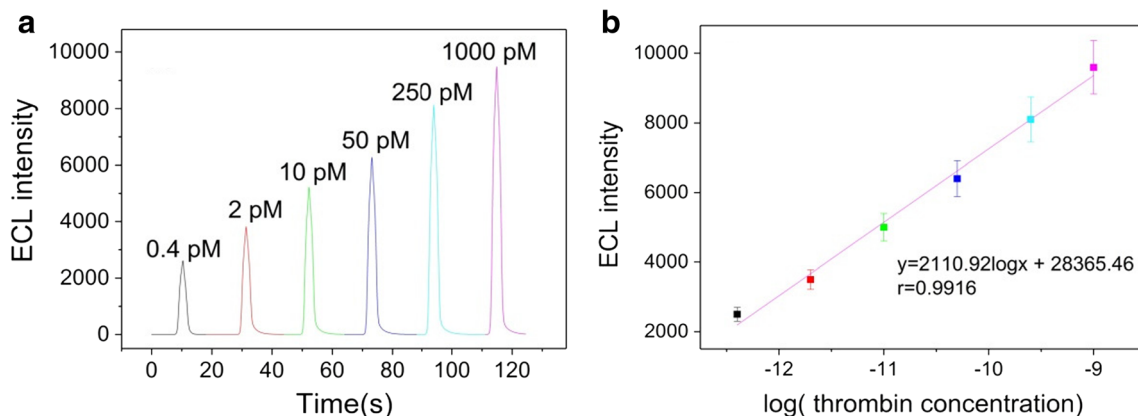 a
ECL intensity
10000
8000
6000
4000
2000
0
0.4 pM
2 pM
10 pM
50 pM
250 pM
1000 pM
0 20 40 60 80 100 120
Time(s)
b
ECL intensity
10000
8000
6000
4000
2000
y=2110.92logx + 28365.46
r=0.9916
-12 -11 -10 -9
log( thrombin concentration)